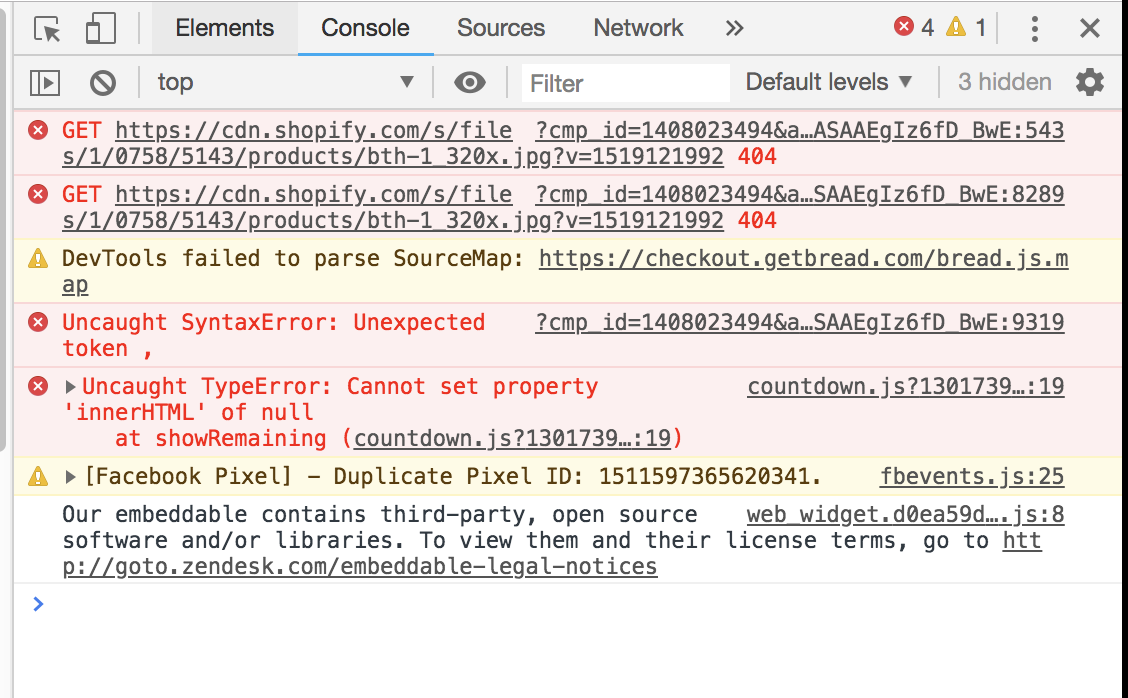 Elements Console Sources Network » 4 1
top Filter Default levels ▼ 3 hidden
GET https://cdn.shopify.com/s/file ?cmp_id=1408023494&a…ASAAEgIz6fD_BwE:543
s/1/0758/5143/products/bth-1_320x.jpg?v=1519121992 404
GET https://cdn.shopify.com/s/file ?cmp_id=1408023494&a…SAAEgIz6fD_BwE:8289
s/1/0758/5143/products/bth-1_320x.jpg?v=1519121992 404
DevTools failed to parse SourceMap: https://checkout.getbread.com/bread.js.m
ap
Uncaught SyntaxError: Unexpected ?cmp_id=1408023494&a…SAAEgIz6fD_BwE:9319
token ,
Uncaught TypeError: Cannot set property countdown.js?1301739…:19
'innerHTML' of null
at showRemaining (countdown.js?1301739…:19)
[Facebook Pixel] - Duplicate Pixel ID: 1511597365620341. fbevents.js:25
Our embeddable contains third-party, open source web_widget.d0ea59d….js:8
software and/or libraries. To view them and their license terms, go to htt
p://goto.zendesk.com/embeddable-legal-notices